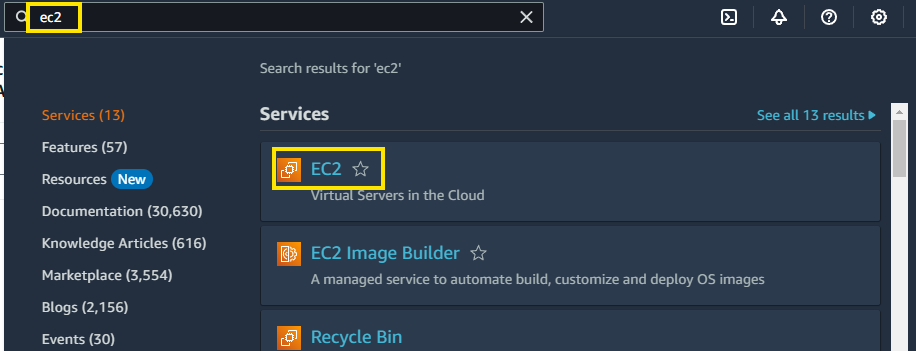 ec2
Search results for 'ec2'
Services (13)
Features (57)
Resources New
Documentation (30,630)
Knowledge Articles (616)
Marketplace (3,554)
Blogs (2,156)
Events (30)
Services
See all 13 results
EC2
Virtual Servers in the Cloud
EC2 Image Builder
A managed service to automate build, customize and deploy OS images
Recycle Bin